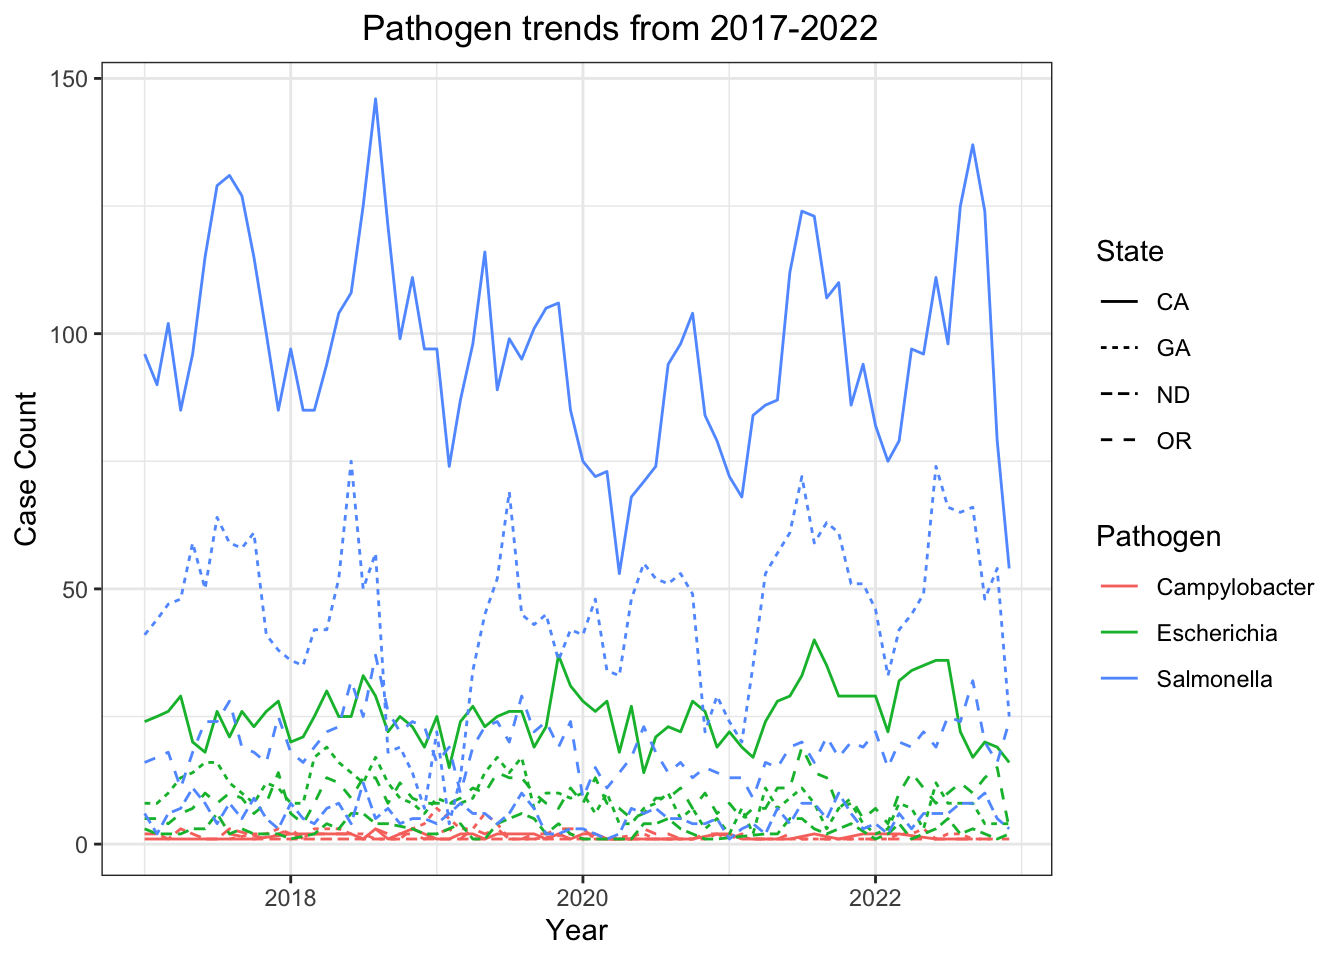 Pathogen trends from 2017-2022
150
100
50
0
Case Count
2018
2020
2022
Year
State
CA
GA
ND
OR
Pathogen
Campylobacter
Escherichia
Salmonella